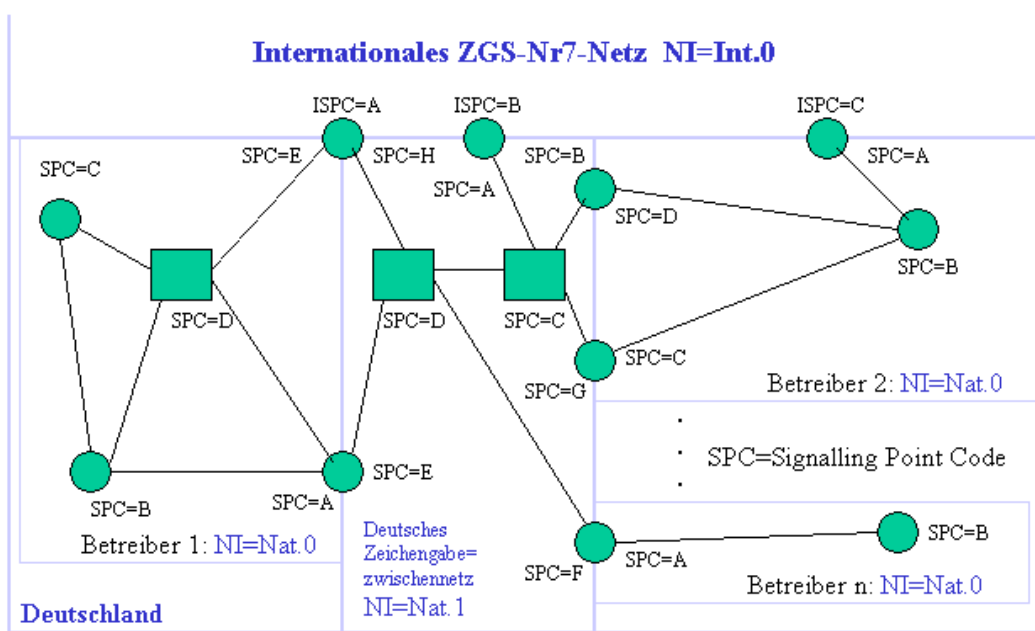 Internationales ZGS-Nr7-Netz NI=Int.0
ISPC=A
ISPC=B
ISPC=C
SPC=E
SPC=H
SPC=B
SPC=A
SPC=C
SPC=A
SPC=D
SPC=B
SPC=D
SPC=D
SPC=C
SPC=C
SPC=G
Betreiber 2: NI=Nat.0
.
.
.
SPC=Signalling Point Code
SPC=E
SPC=A
SPC=B
Betreiber 1: NI=Nat.0
Deutsches
Zeichengabe=
zwischennetz
NI=Nat.1
SPC=F
SPC=A
SPC=B
Betreiber n: NI=Nat.0
Deutschland